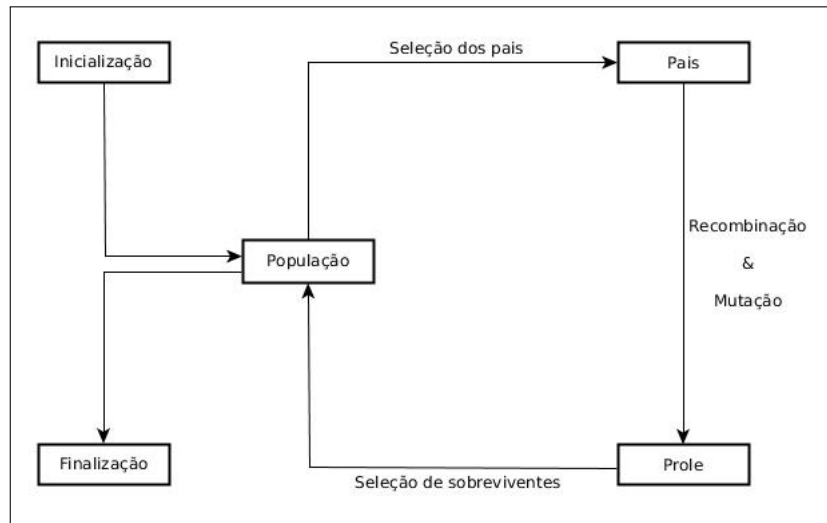 Seleção dos pais
Inicialização
Pais
Recombinação
&
Mutação
População
Finalização
Prole
Seleção de sobreviventes